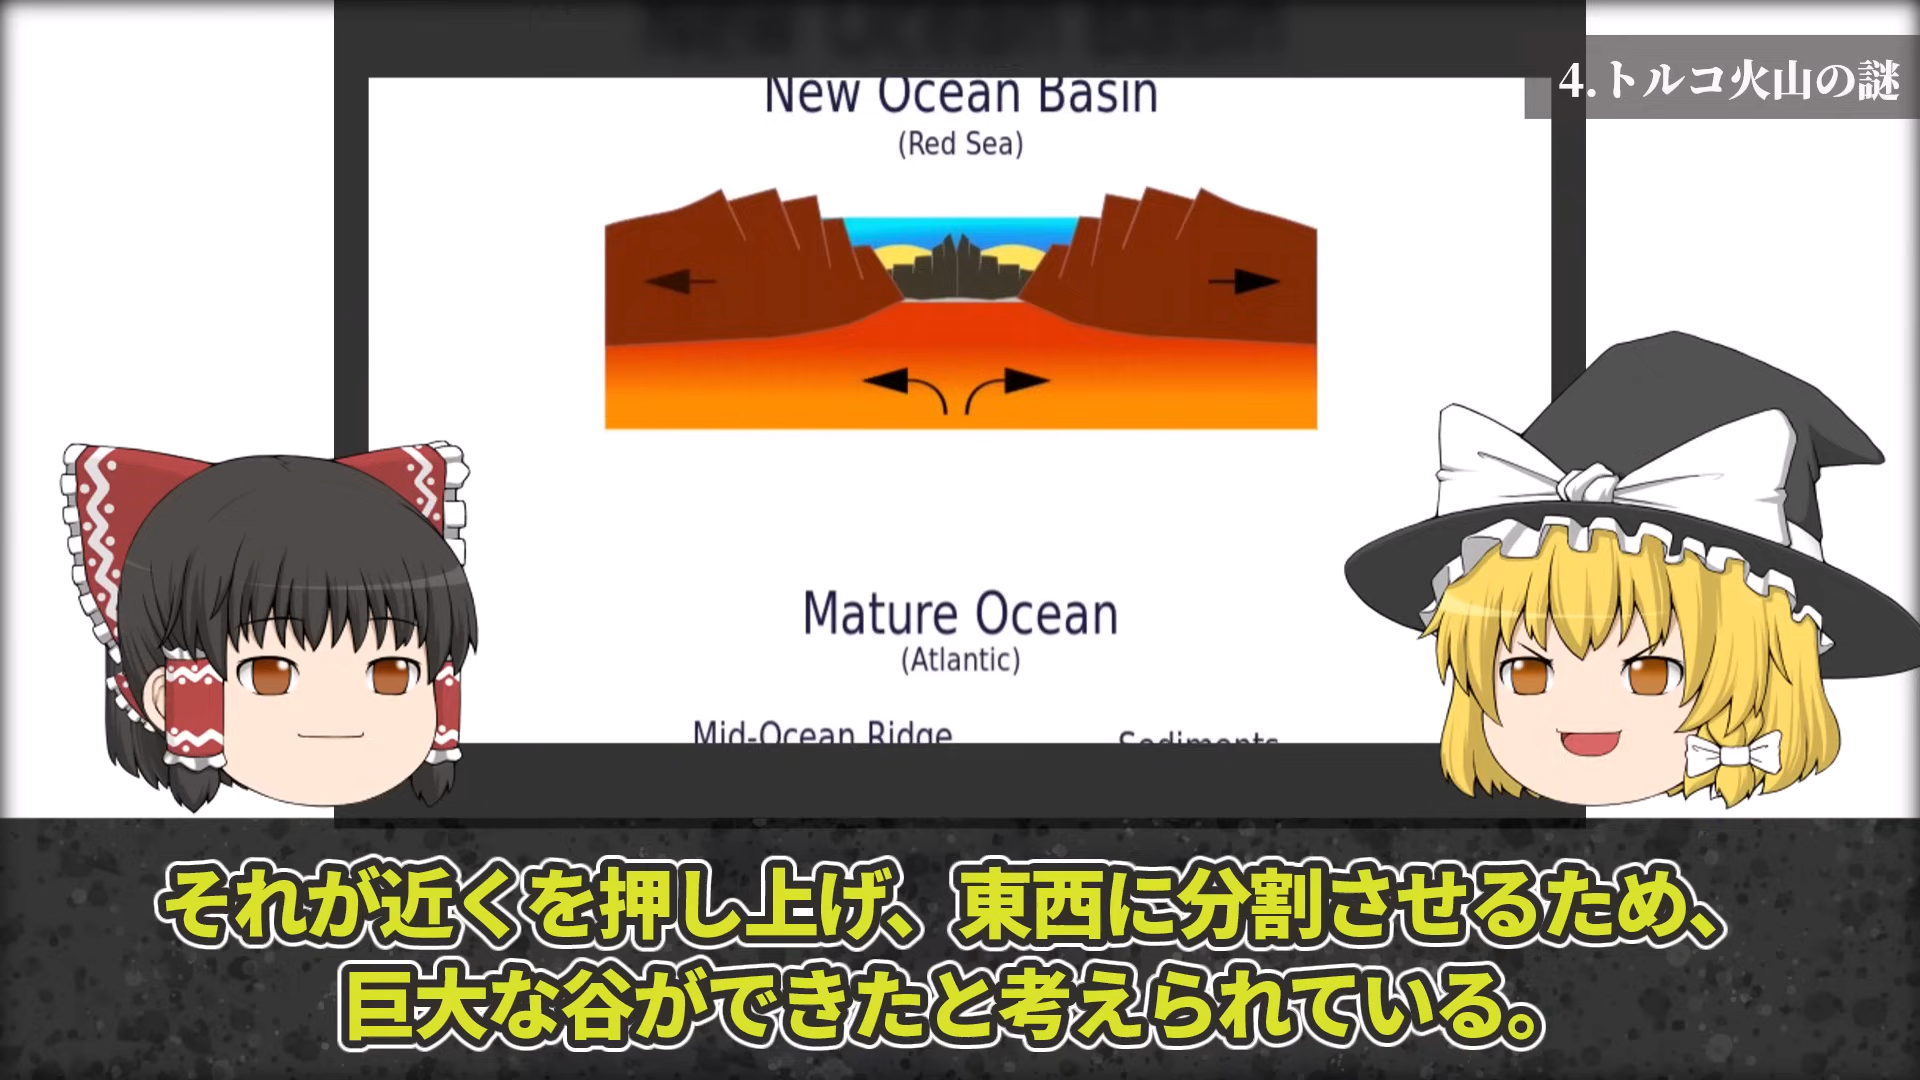 New Ocean Basin
(Red Sea)
4.トルコ火山の謎
Mature Ocean
(Atlantic)
Mid-Ocean Ridge
Sediments
それが近くを押し上げ、東西に分割させるため、
巨大な谷ができたと考えられている。